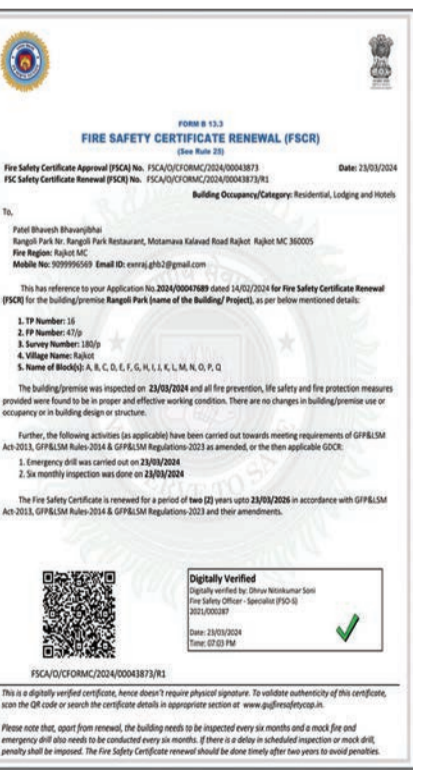 FORM B 13.3
FIRE SAFETY CERTIFICATE RENEWAL (FSCR)
(See Rule 25)
Fire Safety Certificate Approval (FSCA) No. FSCA/O/CFORMC/2024/00043873 Date: 23/03/2024
FSC Safety Certificate Renewal (FSCR) No. FSCA/O/CFORMC/2024/00043873/R1
Building Occupancy/Category: Residential, Lodging and Hotels
To,
Patel Bhavesh Bhavanjibhai
Rangoli Park Nr. Rangoli Park Restaurant, Motamava Kalavad Road Rajkot Rajkot MC 360005
Fire Region: Rajkot MC
Mobile No: 9099996569 Email ID: exnraj.ghb2@gmail.com
This has reference to your Application No.2024/00047689 dated 14/02/2024 for Fire Safety Certificate Renewal
(FSCR) for the building/premise Rangoli Park (name of the Building/ Project), as per below mentioned details:
1. TP Number: 16
2. FP Number: 47/p
3. Survey Number: 180/p
4. Village Name: Rajkot
5. Name of Block(s): A, B, C, D, E, F, G, H, I, J, K, L, M, N, O, P, Q
The building/premise was inspected on 23/03/2024 and all fire prevention, life safety and fire protection measures
provided were found to be in proper and effective working condition. There are no changes in building/premise use or
occupancy or in building design or structure.
Further, the following activities (as applicable) have been carried out towards meeting requirements of GFP&LSM
Act-2013, GFP&LSM Rules-2014 & GFP&LSM Regulations-2023 as amended, or the then applicable GDCR:
1. Emergency drill was carried out on 23/03/2024
2. Six monthly inspection was done on 23/03/2024
The Fire Safety Certificate is renewed for a period of two (2) years upto 23/03/2026 in accordance with GFP&LSM
Act-2013, GFP&LSM Rules-2014 & GFP&LSM Regulations-2023 and their amendments.
Digitally Verified
Digitally verified by: Dhruv Nitinkumar Soni
Fire Safety Officer - Specialist (FSO-S)
2021/000287
Date: 23/03/2024
Time: 07:03 PM
FSCA/O/CFORMC/2024/00043873/R1
This is a digitally verified certificate, hence doesn't require physical signature. To validate authenticity of this certificate,
scan the QR code or search the certificate details in appropriate section at www.gujfiresafetycop.in.
Please note that, apart from renewal, the building needs to be inspected every six months and a mock fire and
emergency drill also needs to be conducted every six months. If there is a delay in scheduled inspection or mock drill,
penalty shall be imposed. The Fire Safety Certificate renewal should be done timely after two years to avoid penalties.